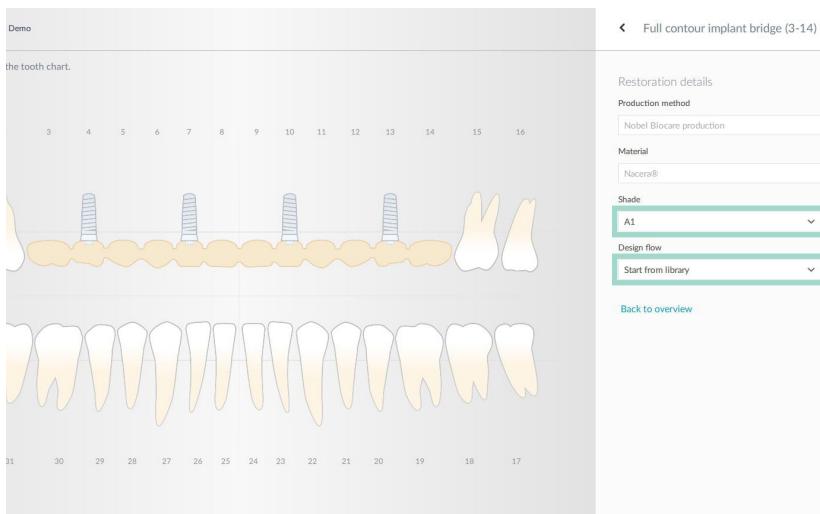 Demo
Full contour implant bridge (3-14)
the tooth chart.
Restoration details
Production method
Nobel Biocare production
Material
Nacera®
Shade
A1
Design flow
Start from library
Back to overview
3 4 5 6 7 8 9 10 11 12 13 14 15 16
31 30 29 28 27 26 25 24 23 22 21 20 19 18 17